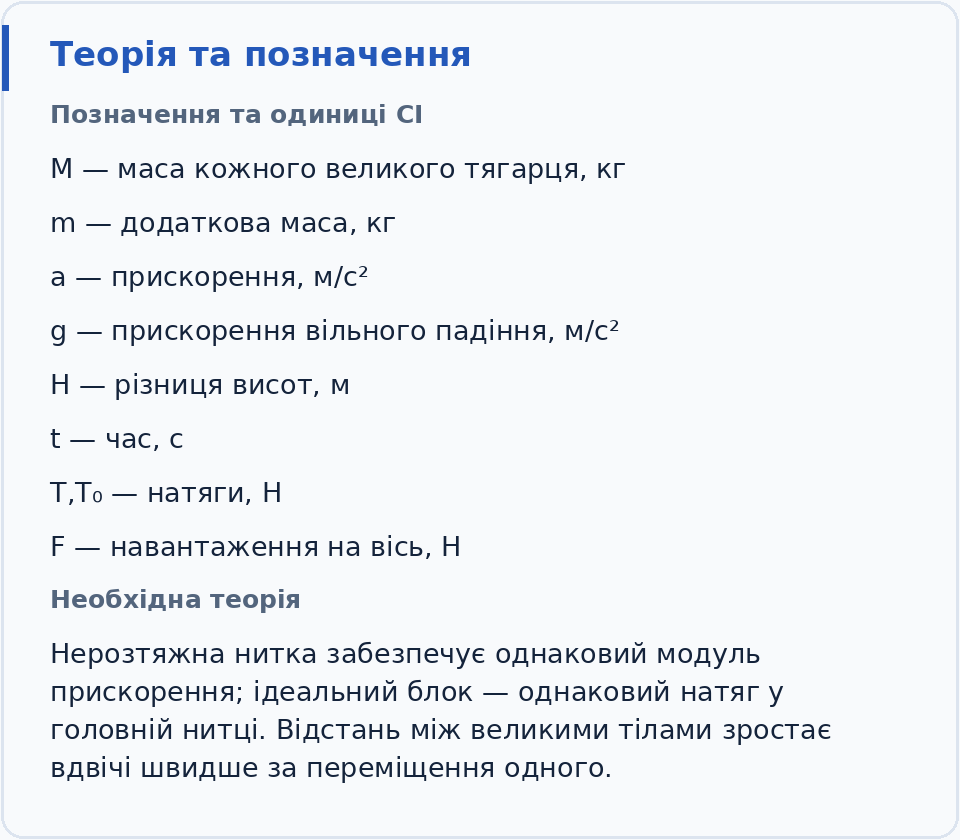 Теорія та позначення
Позначення та одиниці СІ
M — маса кожного великого тягарця, кг
m — додаткова маса, кг
a — прискорення, м/с²
g — прискорення вільного падіння, м/с²
H — різниця висот, м
t — час, с
T,T₀ — натяги, Н
F — навантаження на вісь, Н
Необхідна теорія
Нерозтяжна нитка забезпечує однаковий модуль
прискорення; ідеальний блок — однаковий натяг у
головній нитці. Відстань між великими тілами зростає
вдвічі швидше за переміщення одного.